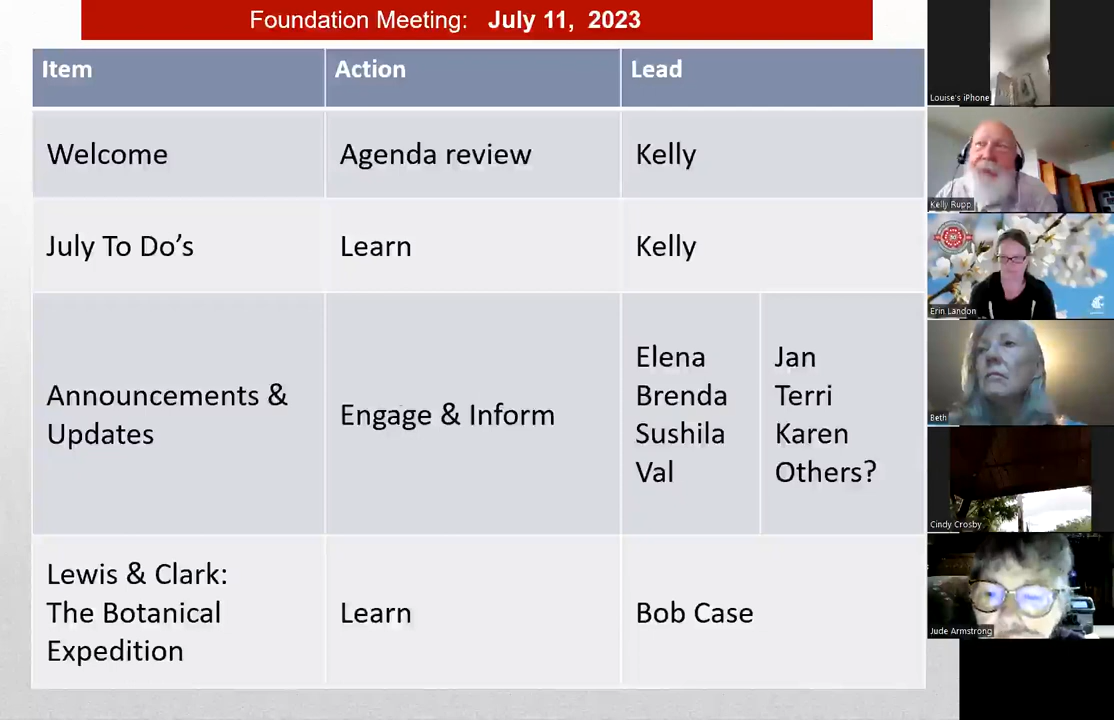 Foundation Meeting: July 11, 2023
Item Action Lead
Welcome Agenda review Kelly
July To Do’s Learn Kelly
Announcements &
Updates
Engage & Inform
Elena
Brenda
Sushila
Val
Jan
Terri
Karen
Others?
Lewis & Clark:
The Botanical
Expedition
Learn
Bob Case
Louise's iPhone
Kelly Rupp
Erin Landon
Beth
Cindy Crosby
Jude Armstrong